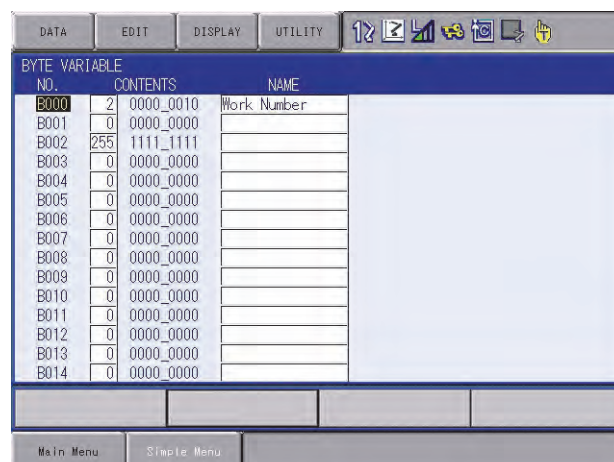 DATA EDIT DISPLAY UTILITY
BYTE VARIABLE
NO. CONTENTS NAME
B000 2 0000_0010 Work Number
B001 0 0000_0000
B002 255 1111_1111
B003 0 0000_0000
B004 0 0000_0000
B005 0 0000_0000
B006 0 0000_0000
B007 0 0000_0000
B008 0 0000_0000
B009 0 0000_0000
B010 0 0000_0000
B011 0 0000_0000
B012 0 0000_0000
B013 0 0000_0000
B014 0 0000_0000
Main Menu Simple Menu